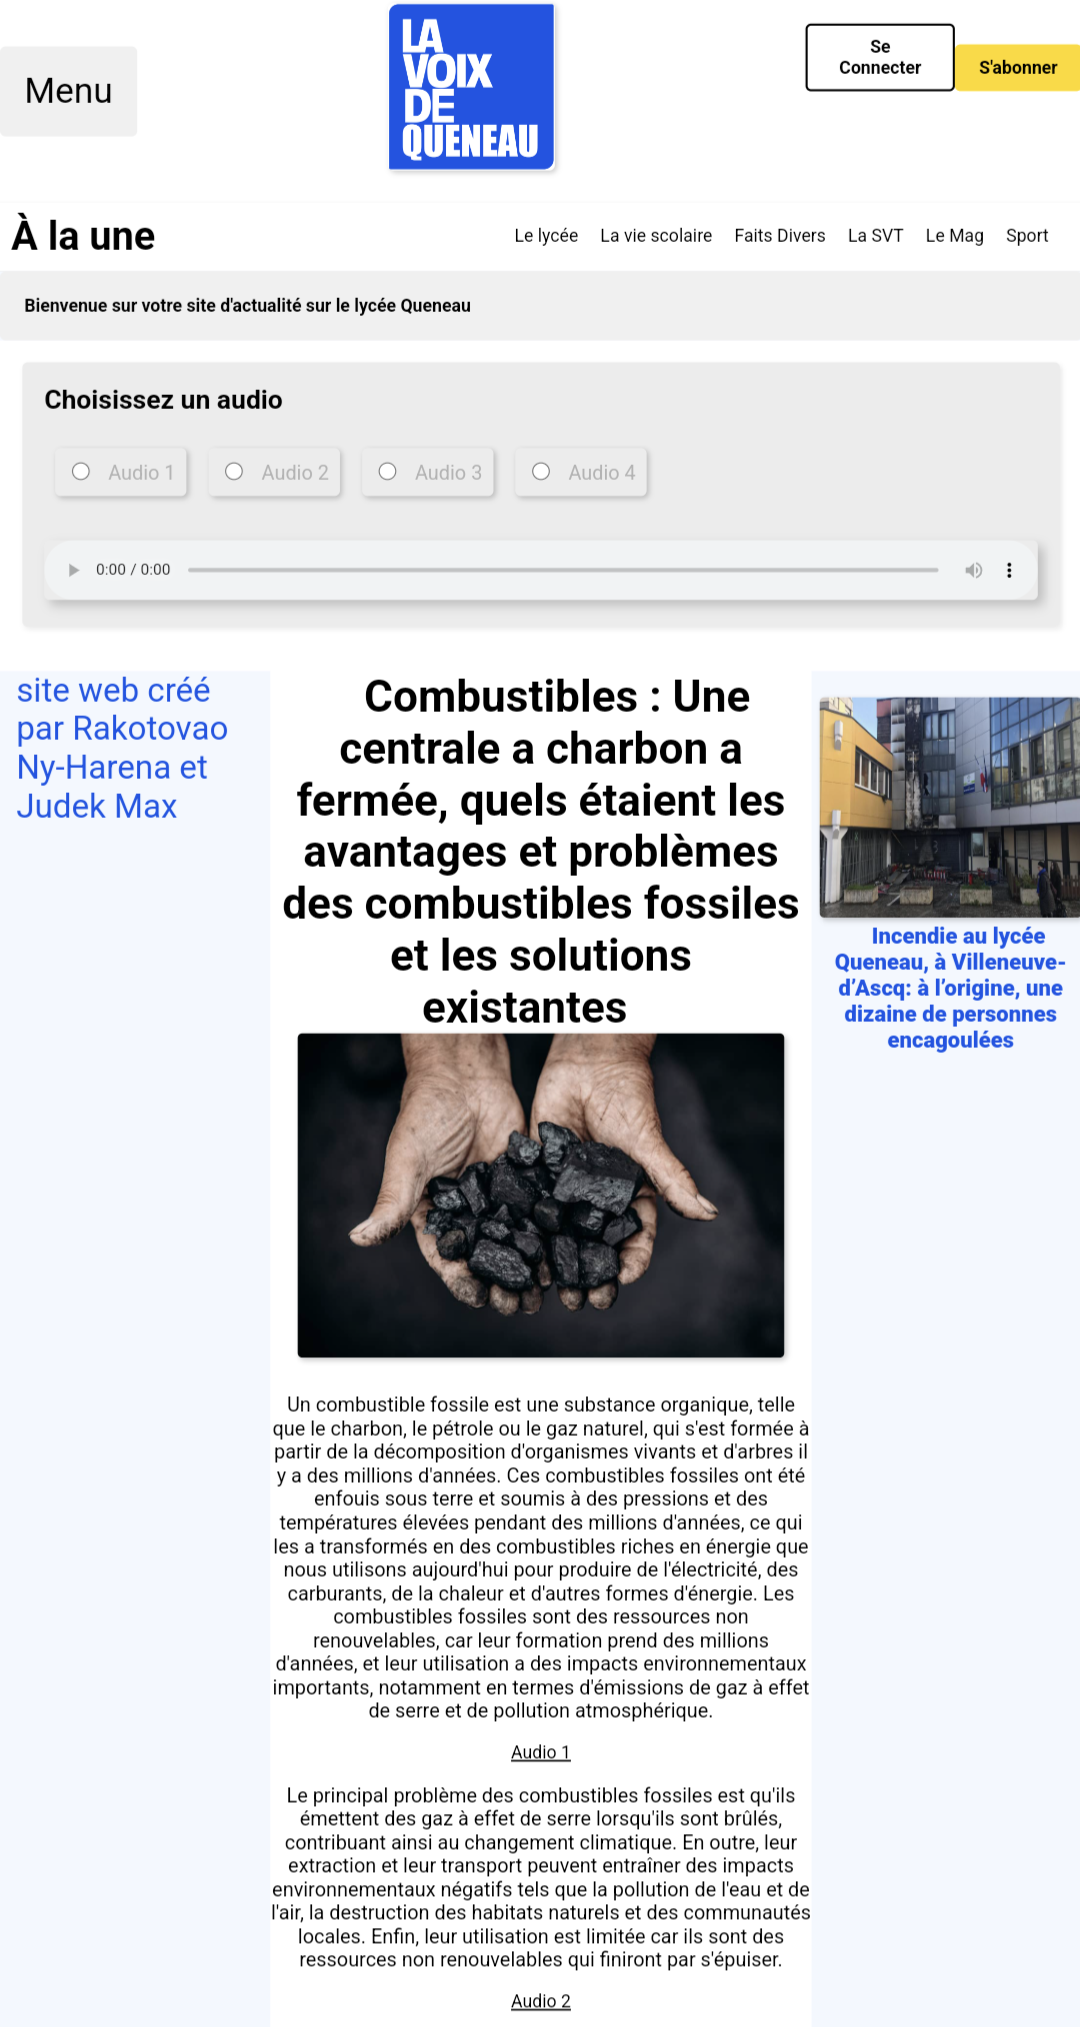 Menu
LA
VOIX
DE
QUENEAU
Se
Connecter
S'abonner
À la une
Le lycée
La vie scolaire
Faits Divers
La SVT
Le Mag
Sport
Bienvenue sur votre site d'actualité sur le lycée Queneau
Choisissez un audio
Audio 1
Audio 2
Audio 3
Audio 4
0:00 / 0:00
site web créé
par Rakotovao
Ny-Harena et
Judek Max
Combustibles : Une
centrale a charbon a
fermée, quels étaient les
avantages et problèmes
des combustibles fossiles
et les solutions
existantes
Un combustible fossile est une substance organique, telle
que le charbon, le pétrole ou le gaz naturel, qui s'est formée à
partir de la décomposition d'organismes vivants et d'arbres il
y a des millions d'années. Ces combustibles fossiles ont été
enfouis sous terre et soumis à des pressions et des
températures élevées pendant des millions d'années, ce qui
les a transformés en des combustibles riches en énergie que
nous utilisons aujourd'hui pour produire de l'électricité, des
carburants, de la chaleur et d'autres formes d'énergie. Les
combustibles fossiles sont des ressources non
renouvelables, car leur formation prend des millions
d'années, et leur utilisation a des impacts environnementaux
importants, notamment en termes d'émissions de gaz à effet
de serre et de pollution atmosphérique.
Audio 1
Le principal problème des combustibles fossiles est qu'ils
émettent des gaz à effet de serre lorsqu'ils sont brûlés,
contribuant ainsi au changement climatique. En outre, leur
extraction et leur transport peuvent entraîner des impacts
environnementaux négatifs tels que la pollution de l'eau et de
l'air, la destruction des habitats naturels et des communautés
locales. Enfin, leur utilisation est limitée car ils sont des
ressources non renouvelables qui finiront par s'épuiser.
Audio 2
Incendie au lycée
Queneau, à Villeneuve-
d’Ascq: à l’origine, une
dizaine de personnes
encagoulées